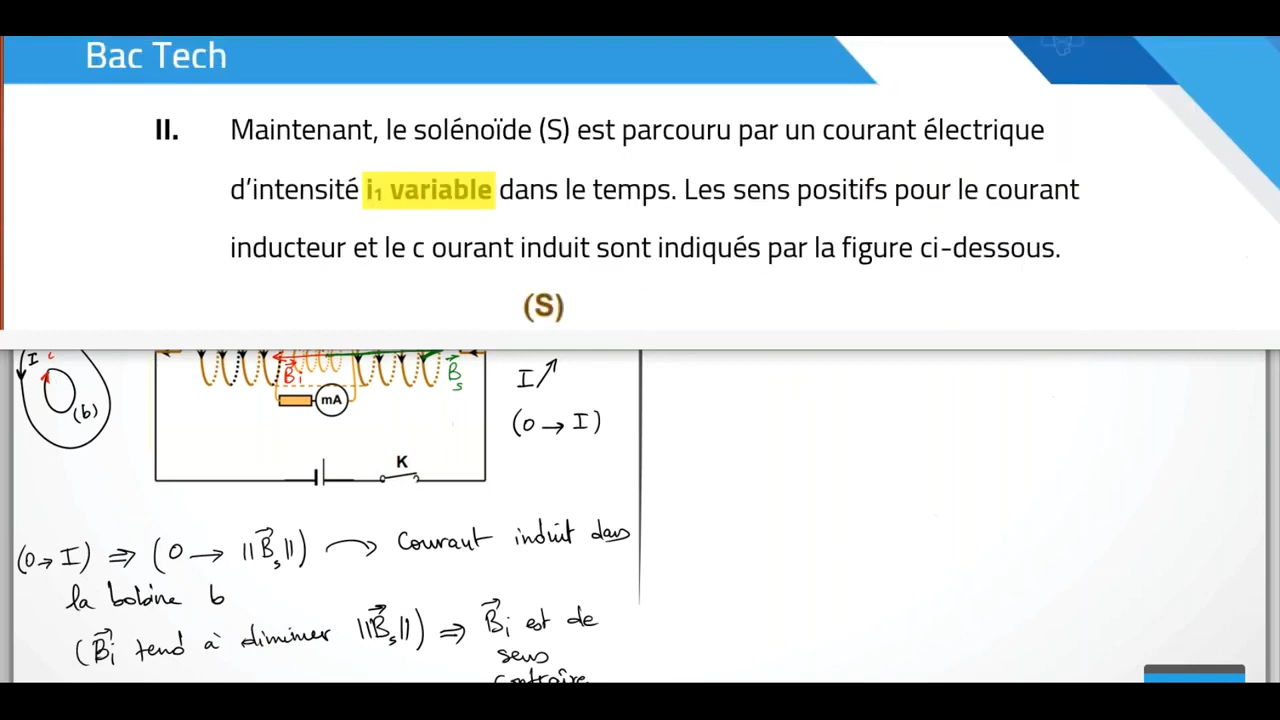 Bac Tech
II. Maintenant, le solénoïde (S) est parcouru par un courant électrique
d'intensité i₁ variable dans le temps. Les sens positifs pour le courant
inducteur et le c ourant induit sont indiqués par la figure ci-dessous.
(S)
I i
(b)
B⃗i
B⃗s
mA
K
I ↗
(0 → I)
(0→ I) ⇒ (0 → ||B⃗s||) → Courant induit dans
la bobine b
(B⃗i tend à diminuer ||B⃗s||) ⇒ B⃗i est de
sens
contraire